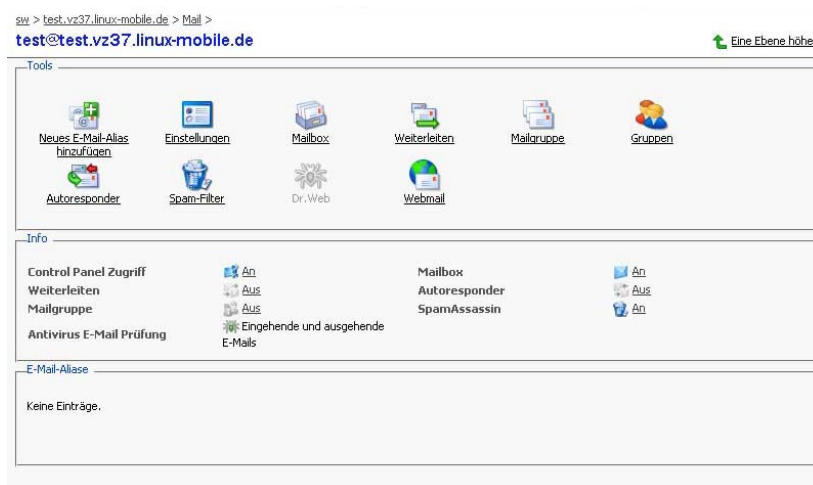 sw > test.vz37.linux-mobile.de > Mail >
test@test.vz37.linux-mobile.de
Eine Ebene höhe
Tools
Neues E-Mail-Alias
hinzufügen
Einstellungen
Mailbox
Weiterleiten
Mailgruppe
Gruppen
Autoresponder
Spam-Filter
Dr.Web
Webmail
Info
Control Panel Zugriff An Mailbox An
Weiterleiten Aus Autoresponder Aus
Mailgruppe Aus SpamAssassin An
Antivirus E-Mail Prüfung Eingehende und ausgehende
E-Mails
E-Mail-Aliase
Keine Einträge.